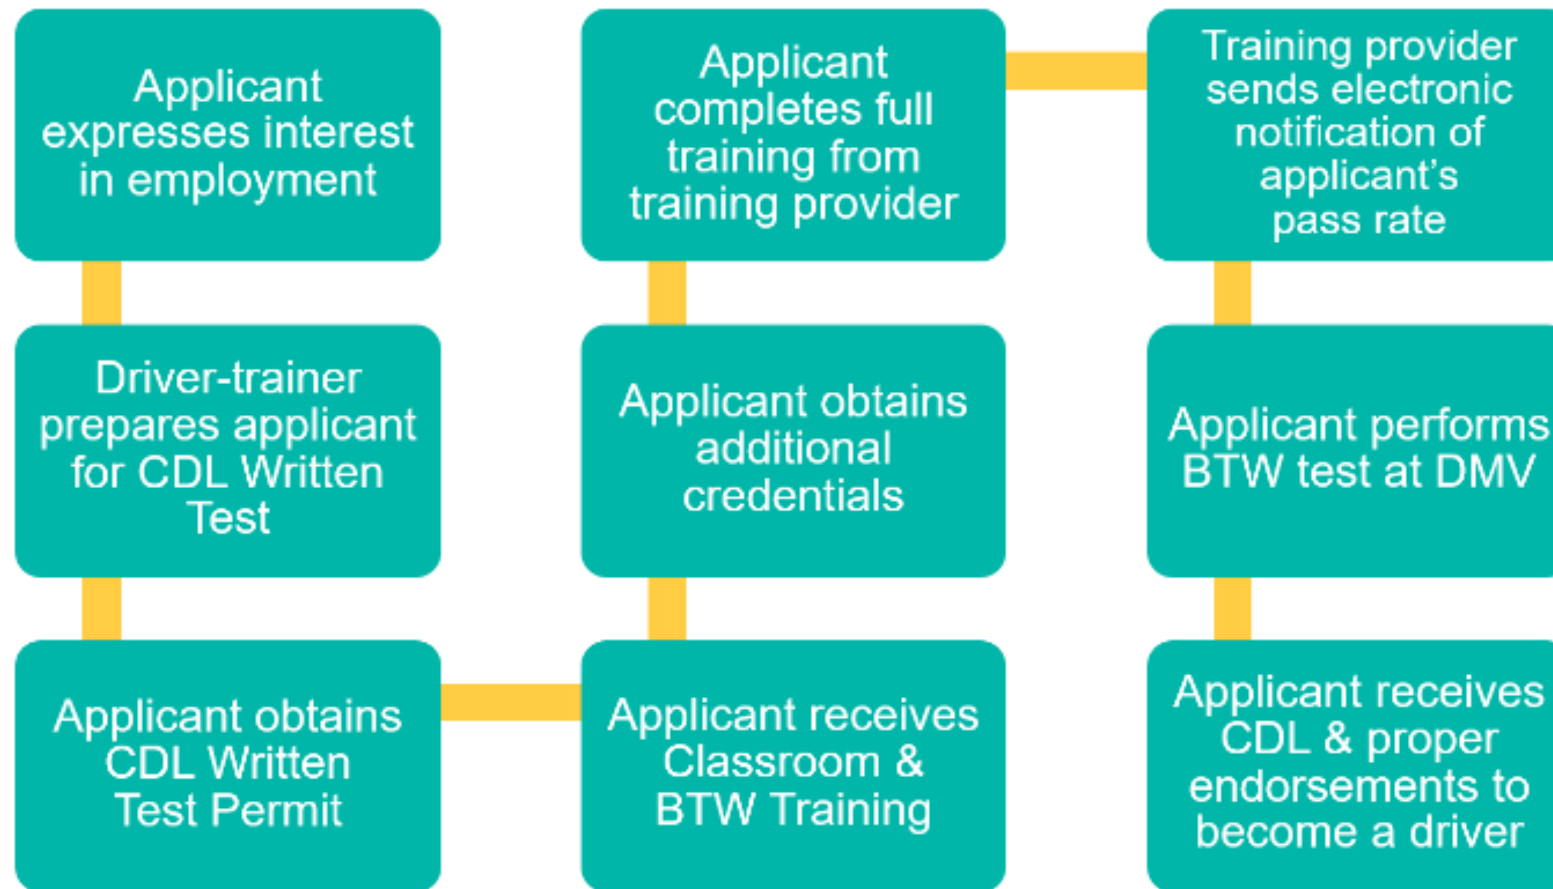 Applicant
expresses interest
in employment
Driver-trainer
prepares applicant
for CDL Written
Test
Applicant obtains
CDL Written
Test Permit
Applicant receives
Classroom &
BTW Training
Applicant obtains
additional
credentials
Applicant
completes full
training from
training provider
Training provider
sends electronic
notification of
applicant’s
pass rate
Applicant performs
BTW test at DMV
Applicant receives
CDL & proper
endorsements to
become a driver